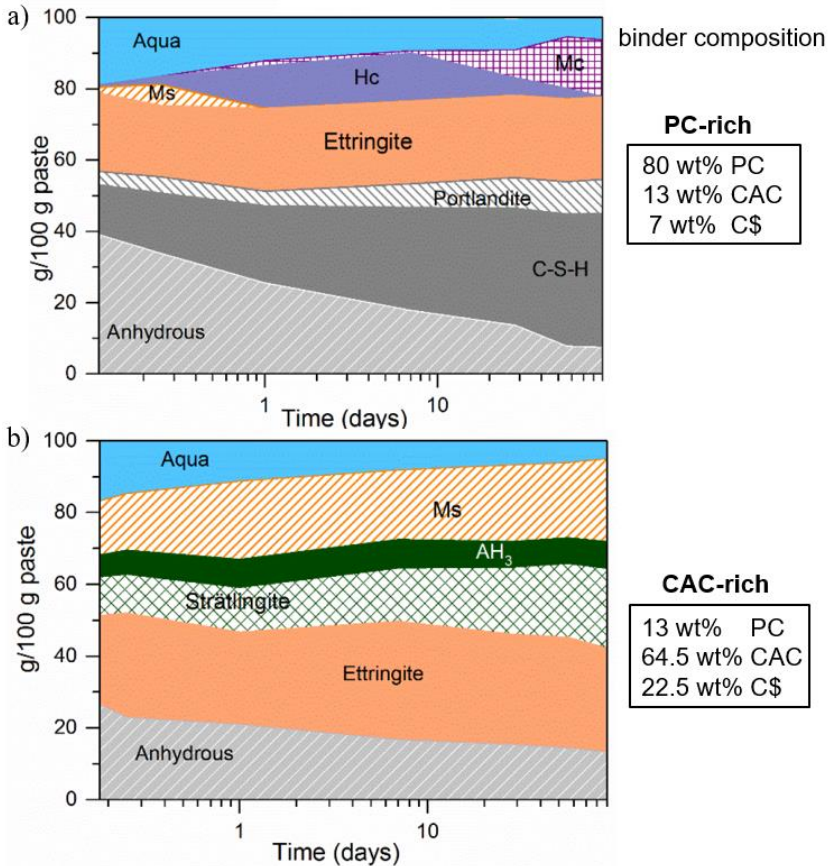 a)
100
80
60
40
20
0
g/100 g paste
Aqua
Ms
Hc
Mc
Ettringite
Portlandite
C-S-H
Anhydrous
1
10
Time (days)
binder composition
PC-rich
80 wt% PC
13 wt% CAC
7 wt% C$
b)
100
80
60
40
20
0
g/100 g paste
Aqua
Ms
AH₃
Strätlingite
Ettringite
Anhydrous
1
10
Time (days)
CAC-rich
13 wt% PC
64.5 wt% CAC
22.5 wt% C$